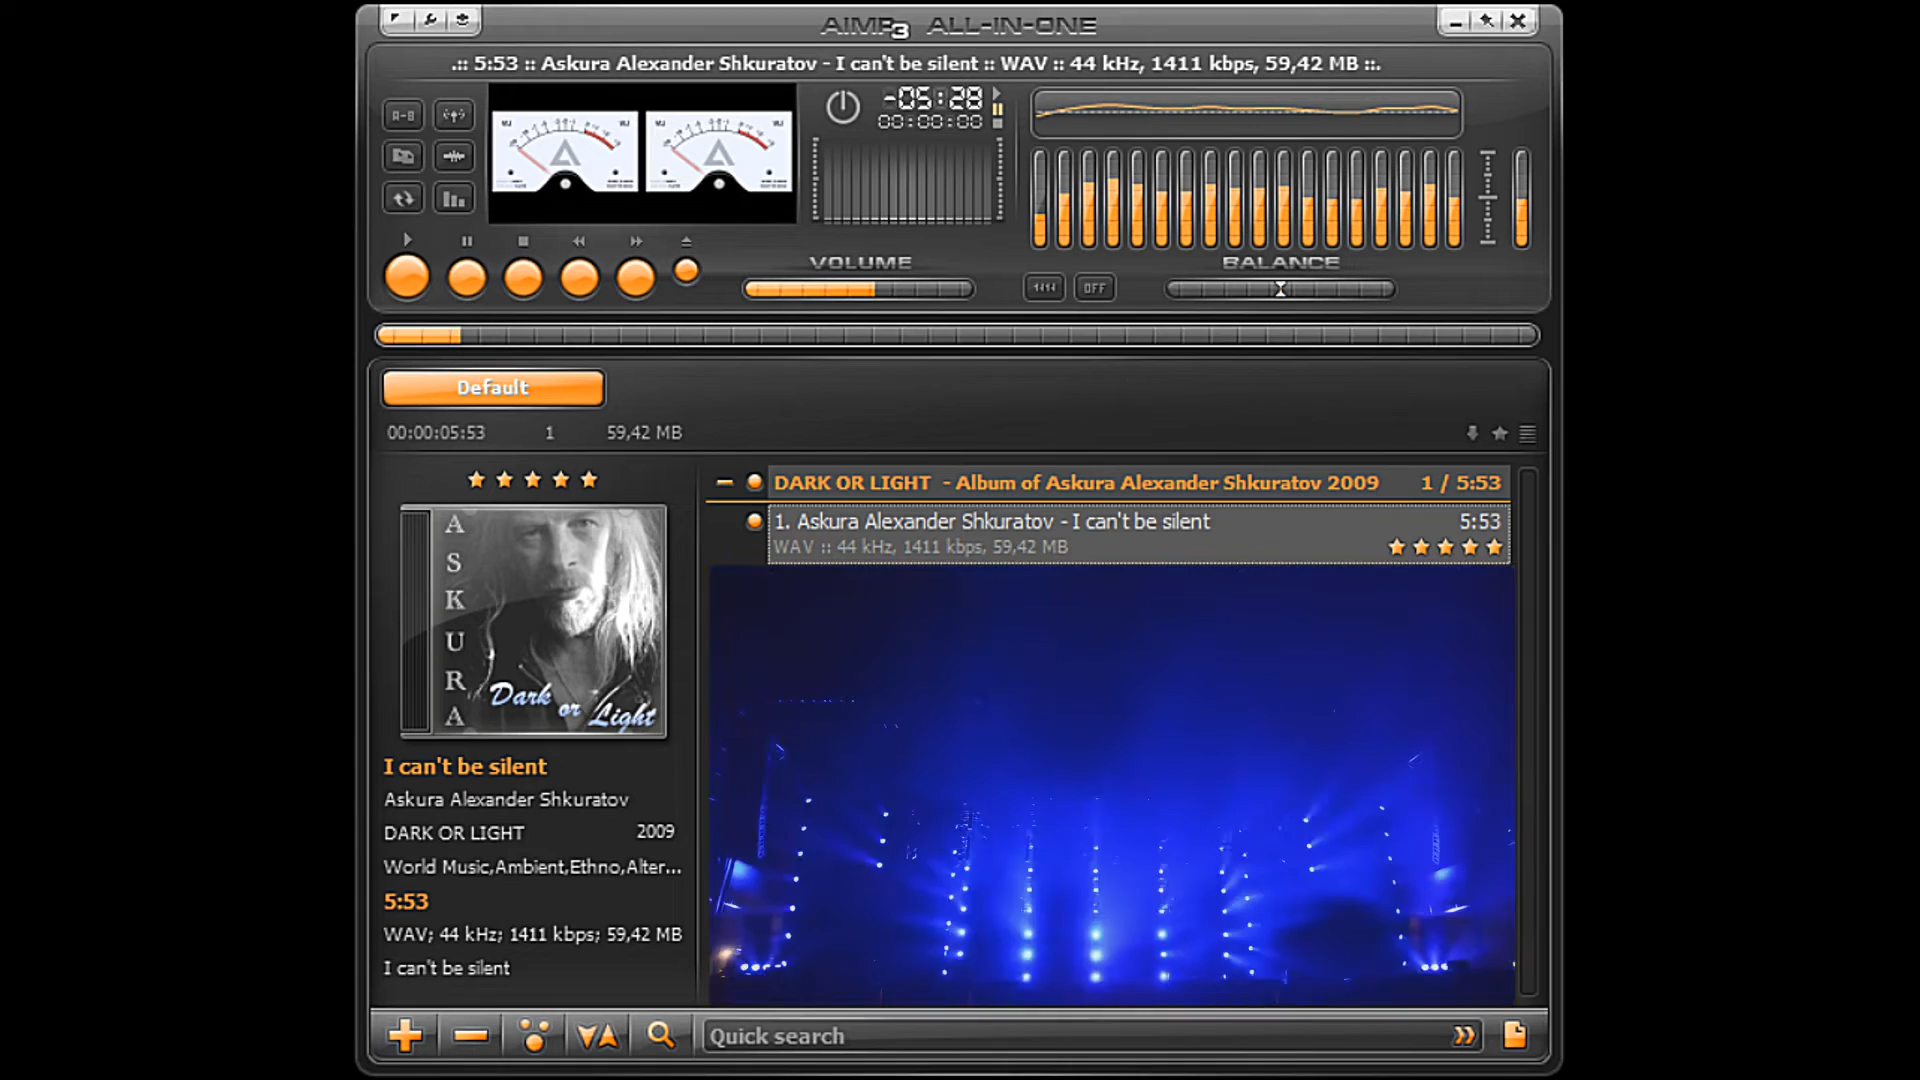 AIMP3 ALL-IN-ONE
.:: 5:53 :: Askura Alexander Shkuratov - I can't be silent :: WAV :: 44 kHz, 1411 kbps, 59,42 MB ::.
A-B
-05:28
00:00:00
VU VU VU VU
VOLUME
OFF
BALANCE
Default
00:00:05:53 1 59,42 MB
DARK OR LIGHT - Album of Askura Alexander Shkuratov 2009 1 / 5:53
1. Askura Alexander Shkuratov - I can't be silent 5:53
WAV :: 44 kHz, 1411 kbps, 59,42 MB
ASKURA
Dark or Light
I can't be silent
Askura Alexander Shkuratov
DARK OR LIGHT 2009
World Music,Ambient,Ethno,Alter...
5:53
WAV; 44 kHz; 1411 kbps; 59,42 MB
I can't be silent
Quick search